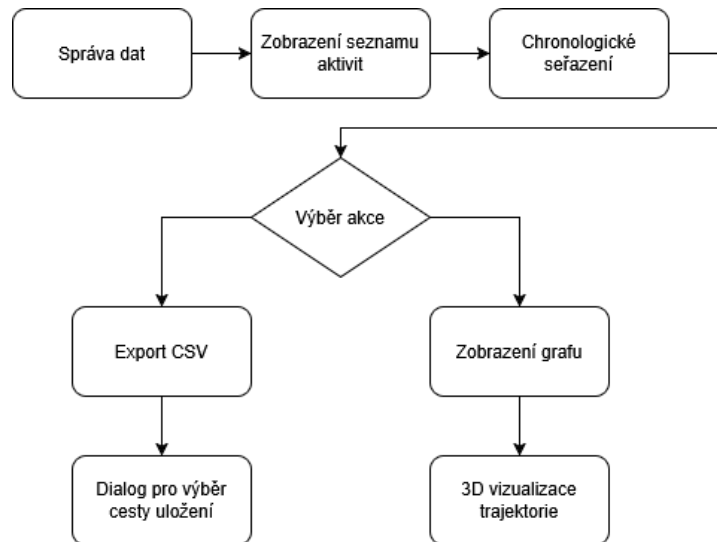 Správa dat
Zobrazení seznamu
aktivit
Chronologické
seřazení
Výběr akce
Export CSV
Zobrazení grafu
Dialog pro výběr
cesty uložení
3D vizualizace
trajektorie